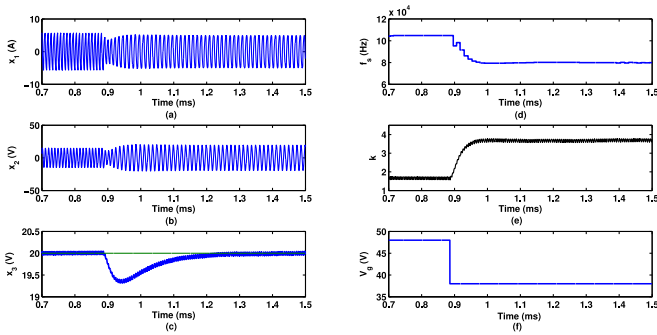 10
0
−10
x1 (A)
0.7 0.8 0.9 1 1.1 1.2 1.3 1.4 1.5
Time (ms)
(a)
50
0
−50
x2 (V)
0.7 0.8 0.9 1 1.1 1.2 1.3 1.4 1.5
Time (ms)
(b)
20.5
20
19.5
19
x3 (V)
0.7 0.8 0.9 1 1.1 1.2 1.3 1.4 1.5
Time (ms)
(c)
x 10^4
12
10
8
6
fs (Hz)
0.7 0.8 0.9 1 1.1 1.2 1.3 1.4 1.5
Time (ms)
(d)
4
3
2
1
k
0.7 0.8 0.9 1 1.1 1.2 1.3 1.4 1.5
Time (ms)
(e)
50
45
40
35
Vg (V)
0.7 0.8 0.9 1 1.1 1.2 1.3 1.4 1.5
Time (ms)
(f)